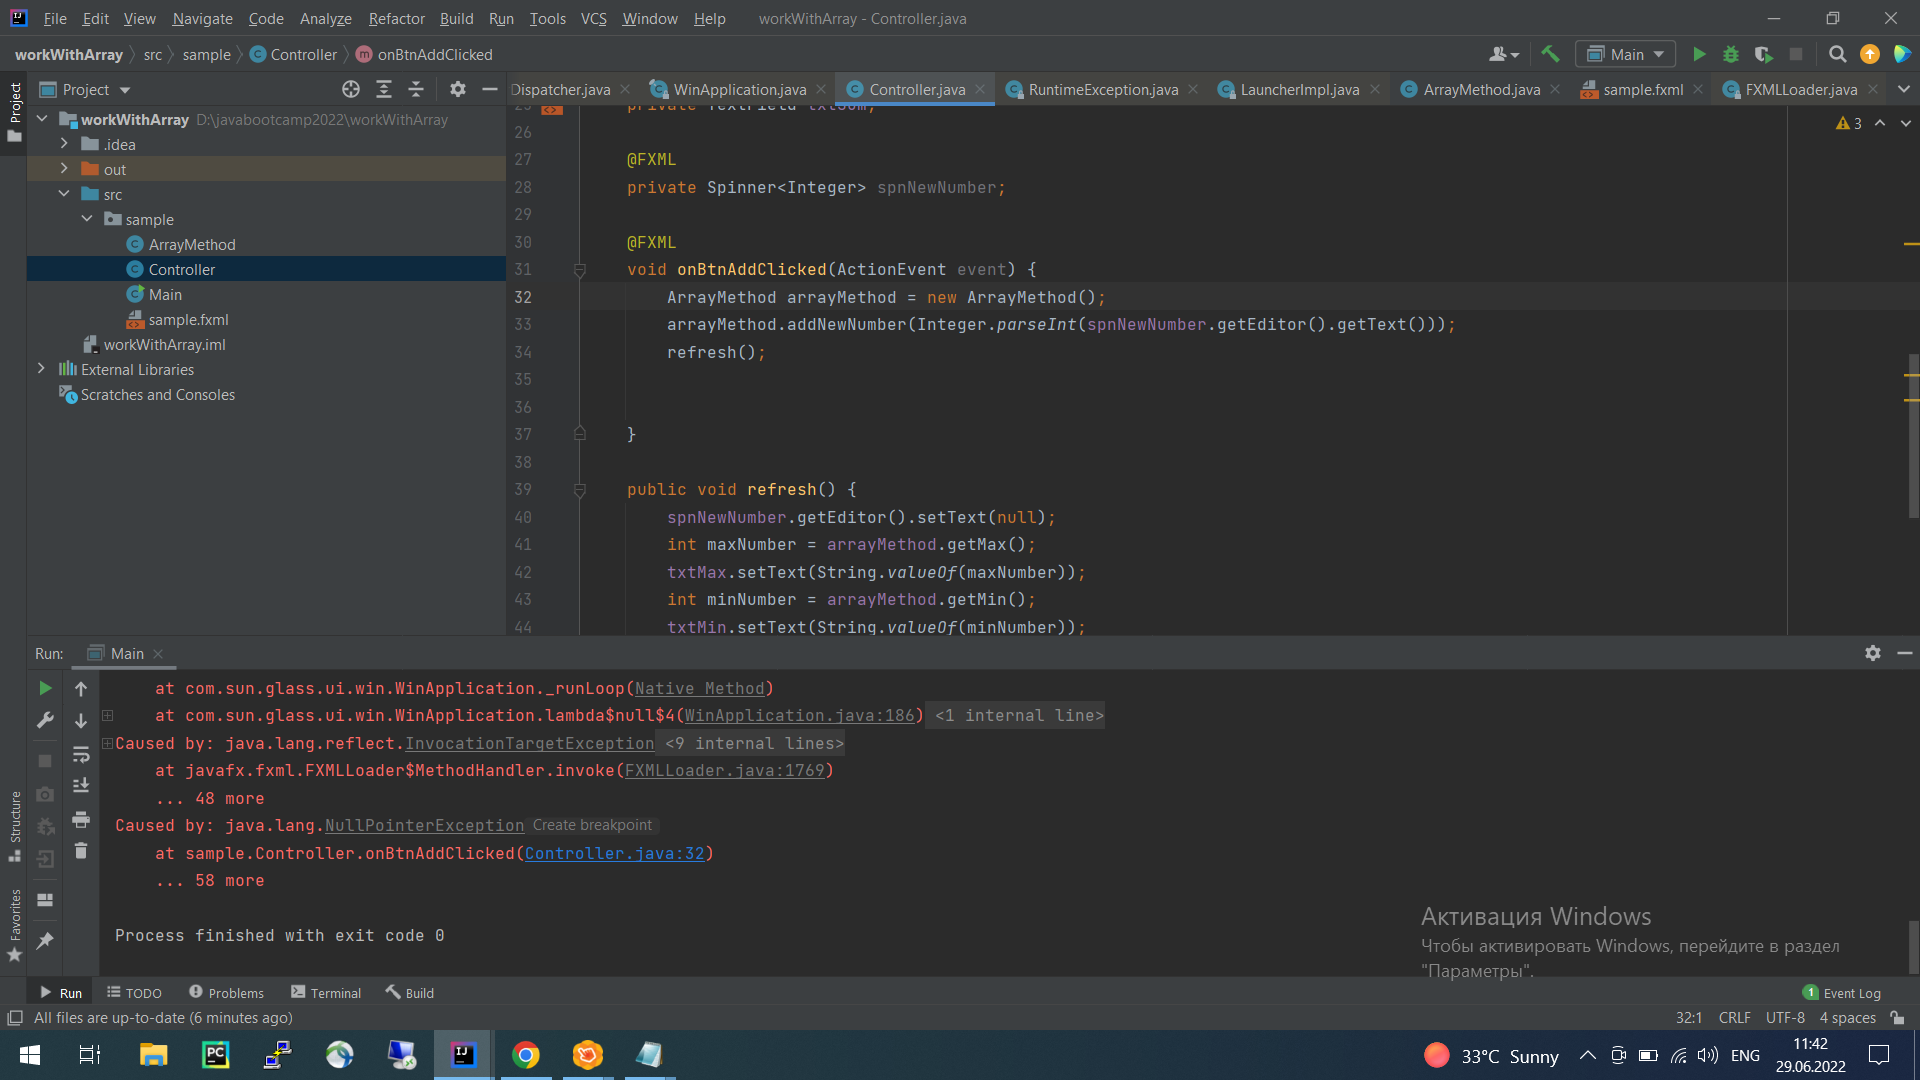 File Edit View Navigate Code Analyze Refactor Build Run Tools VCS Window Help workWithArray - Controller.java
workWithArray src sample Controller onBtnAddClicked Main
Project
Dispatcher.java WinApplication.java Controller.java RuntimeException.java LauncherImpl.java ArrayMethod.java sample.fxml FXMLLoader.java
Project
workWithArray D:\javabootcamp2022\workWithArray
.idea
out
src
sample
ArrayMethod
Controller
Main
sample.fxml
workWithArray.iml
External Libraries
Scratches and Consoles
3
25 private TextField txtSum;
26
27 @FXML
28 private Spinner<Integer> spnNewNumber;
29
30 @FXML
31 void onBtnAddClicked(ActionEvent event) {
32 ArrayMethod arrayMethod = new ArrayMethod();
33 arrayMethod.addNewNumber(Integer.parseInt(spnNewNumber.getEditor().getText()));
34 refresh();
35
36
37 }
38
39 public void refresh() {
40 spnNewNumber.getEditor().setText(null);
41 int maxNumber = arrayMethod.getMax();
42 txtMax.setText(String.valueOf(maxNumber));
43 int minNumber = arrayMethod.getMin();
44 txtMin.setText(String.valueOf(minNumber));
Run: Main
at com.sun.glass.ui.win.WinApplication._runLoop(Native Method)
at com.sun.glass.ui.win.WinApplication.lambda$null$4(WinApplication.java:186) <1 internal line>
Caused by: java.lang.reflect.InvocationTargetException <9 internal lines>
at javafx.fxml.FXMLLoader$MethodHandler.invoke(FXMLLoader.java:1769)
... 48 more
Caused by: java.lang.NullPointerException Create breakpoint
at sample.Controller.onBtnAddClicked(Controller.java:32)
... 58 more
Process finished with exit code 0
Structure
Favorites
Активация Windows
Чтобы активировать Windows, перейдите в раздел
"Параметры".
Run TODO Problems Terminal Build 1 Event Log
All files are up-to-date (6 minutes ago) 32:1 CRLF UTF-8 4 spaces
33°C Sunny ENG 11:42
29.06.2022